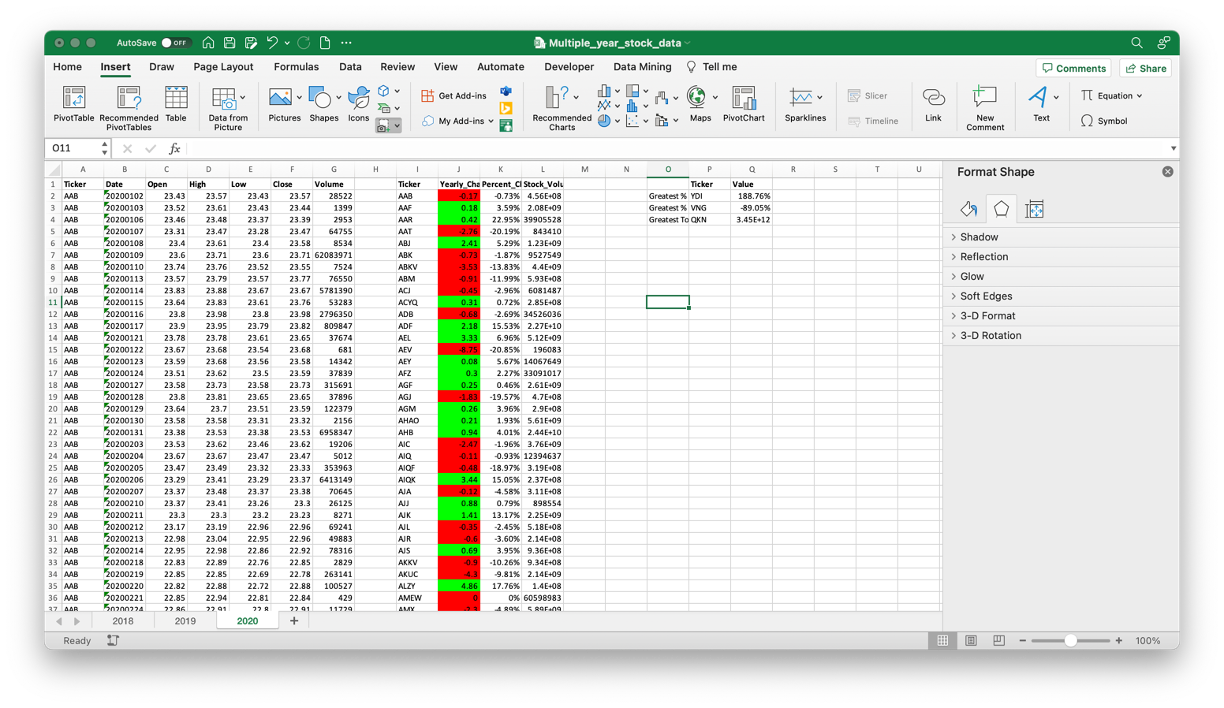 AutoSave OFF Multiple_year_stock_data
Home Insert Draw Page Layout Formulas Data Review View Automate Developer Data Mining Tell me Comments Share
PivotTable Recommended PivotTables Table Data from Picture Pictures Shapes Icons Get Add-ins My Add-ins Recommended Charts Maps PivotChart Sparklines Slicer Timeline Link New Comment Text Equation Symbol
O11 fx
A B C D E F G H I J K L M N O P Q R S T U
1 Ticker Date Open High Low Close Volume Ticker Yearly_Cha Percent_Cl Stock_Volu Ticker Value
2 AAB 20200102 23.43 23.57 23.43 23.57 28522 AAB -0.17 -0.73% 4.56E+08 Greatest % YDI 188.76%
3 AAB 20200103 23.52 23.61 23.43 23.44 1399 AAF 0.18 3.59% 2.08E+09 Greatest % VNG -89.05%
4 AAB 20200106 23.46 23.48 23.37 23.39 2953 AAR 0.42 22.95% 39905528 Greatest To QKN 3.45E+12
5 AAB 20200107 23.31 23.47 23.28 23.47 64755 AAT -2.76 -20.19% 843410
6 AAB 20200108 23.4 23.61 23.4 23.58 8534 ABJ 2.41 5.29% 1.23E+09
7 AAB 20200109 23.6 23.71 23.6 23.71 62083971 ABK -0.73 -1.87% 9527549
8 AAB 20200110 23.74 23.76 23.52 23.55 7524 ABKV -3.53 -13.83% 4.4E+09
9 AAB 20200113 23.57 23.79 23.57 23.77 76550 ABM -0.91 -11.99% 5.93E+08
10 AAB 20200114 23.83 23.88 23.67 23.67 5781390 ACJ -0.45 -2.96% 6081487
11 AAB 20200115 23.64 23.83 23.61 23.76 53283 ACYQ 0.31 0.72% 2.85E+08
12 AAB 20200116 23.8 23.98 23.8 23.98 2796350 ADB -0.68 -2.69% 34526036
13 AAB 20200117 23.9 23.95 23.79 23.82 809847 ADF 2.18 15.53% 2.27E+10
14 AAB 20200121 23.78 23.78 23.61 23.65 37674 AEL 3.33 6.96% 5.12E+09
15 AAB 20200122 23.67 23.68 23.54 23.68 681 AEV -6.75 -20.85% 196083
16 AAB 20200123 23.59 23.68 23.56 23.58 14342 AEY 0.08 5.67% 14067649
17 AAB 20200124 23.51 23.62 23.5 23.59 37839 AFZ 0.3 2.27% 33091017
18 AAB 20200127 23.58 23.73 23.58 23.73 315691 AGF 0.25 0.46% 2.61E+09
19 AAB 20200128 23.8 23.81 23.65 23.65 37896 AGJ -1.83 -19.57% 4.7E+08
20 AAB 20200129 23.64 23.7 23.51 23.59 122379 AGM 0.26 3.96% 2.9E+08
21 AAB 20200130 23.58 23.58 23.31 23.32 2156 AHAO 0.21 1.93% 5.61E+09
22 AAB 20200131 23.38 23.53 23.38 23.53 6958347 AHB 0.94 4.01% 2.44E+10
23 AAB 20200203 23.53 23.62 23.46 23.62 19206 AIC -2.47 -1.96% 3.76E+09
24 AAB 20200204 23.67 23.67 23.47 23.47 5012 AIQ -0.11 -0.93% 12394637
25 AAB 20200205 23.47 23.49 23.32 23.33 353963 AIQF -0.48 -18.97% 3.19E+08
26 AAB 20200206 23.29 23.41 23.29 23.37 6413149 AIQK 3.44 15.05% 2.37E+08
27 AAB 20200207 23.37 23.48 23.37 23.38 70645 AJA -0.12 -4.58% 3.11E+08
28 AAB 20200210 23.37 23.41 23.26 23.3 26125 AJJ 0.88 0.79% 898554
29 AAB 20200211 23.3 23.3 23.2 23.23 8271 AJK 1.41 13.17% 2.25E+09
30 AAB 20200212 23.17 23.19 22.96 22.96 69241 AJL -0.35 -2.45% 5.18E+08
31 AAB 20200213 22.98 23.04 22.95 22.96 49883 AJR -0.6 -3.60% 2.14E+09
32 AAB 20200214 22.95 22.98 22.86 22.92 78316 AJS 0.69 3.95% 9.36E+08
33 AAB 20200218 22.83 22.89 22.76 22.85 2829 AKKV -0.9 -10.26% 9.34E+08
34 AAB 20200219 22.85 22.85 22.69 22.78 263141 AKUC -4.3 -9.81% 2.14E+09
35 AAB 20200220 22.82 22.88 22.72 22.88 100527 ALZY 4.86 17.76% 1.4E+08
36 AAB 20200221 22.85 22.94 22.81 22.84 429 AMEW 0 0% 60598983
37 AAB 20200224 22.86 22.91 22.8 22.91 11729 AMX -2.3 -4.89% 5.89E+09
Format Shape
Shadow
Reflection
Glow
Soft Edges
3-D Format
3-D Rotation
2018 2019 2020 +
Ready 100%